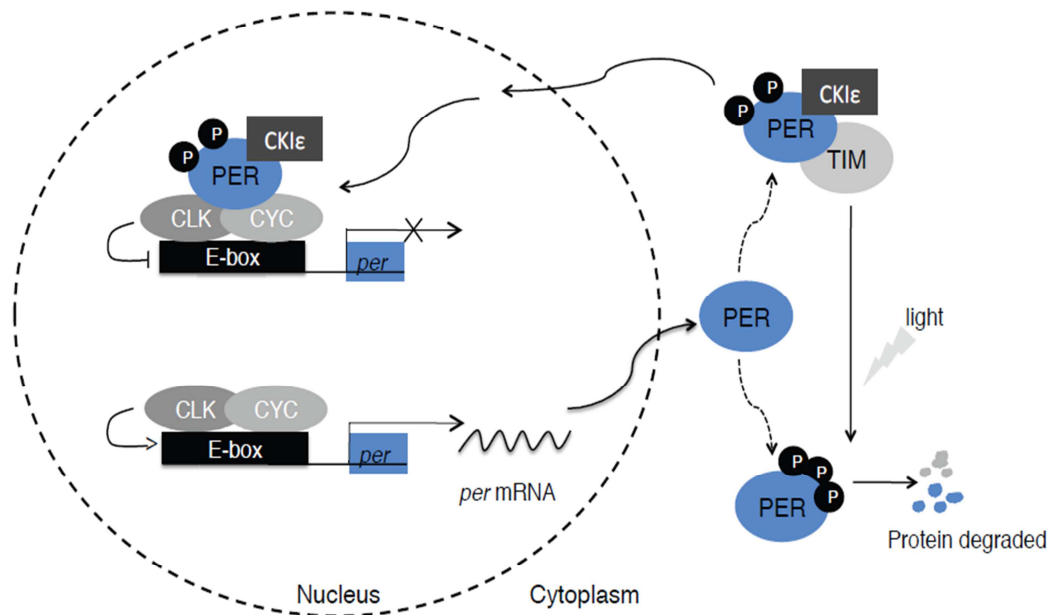 P
P
CKIε
PER
TIM
P
P
CKIε
PER
CLK
CYC
E-box
per
PER
light
CLK
CYC
E-box
per
per mRNA
P
P
P
PER
Protein degraded
Nucleus
Cytoplasm